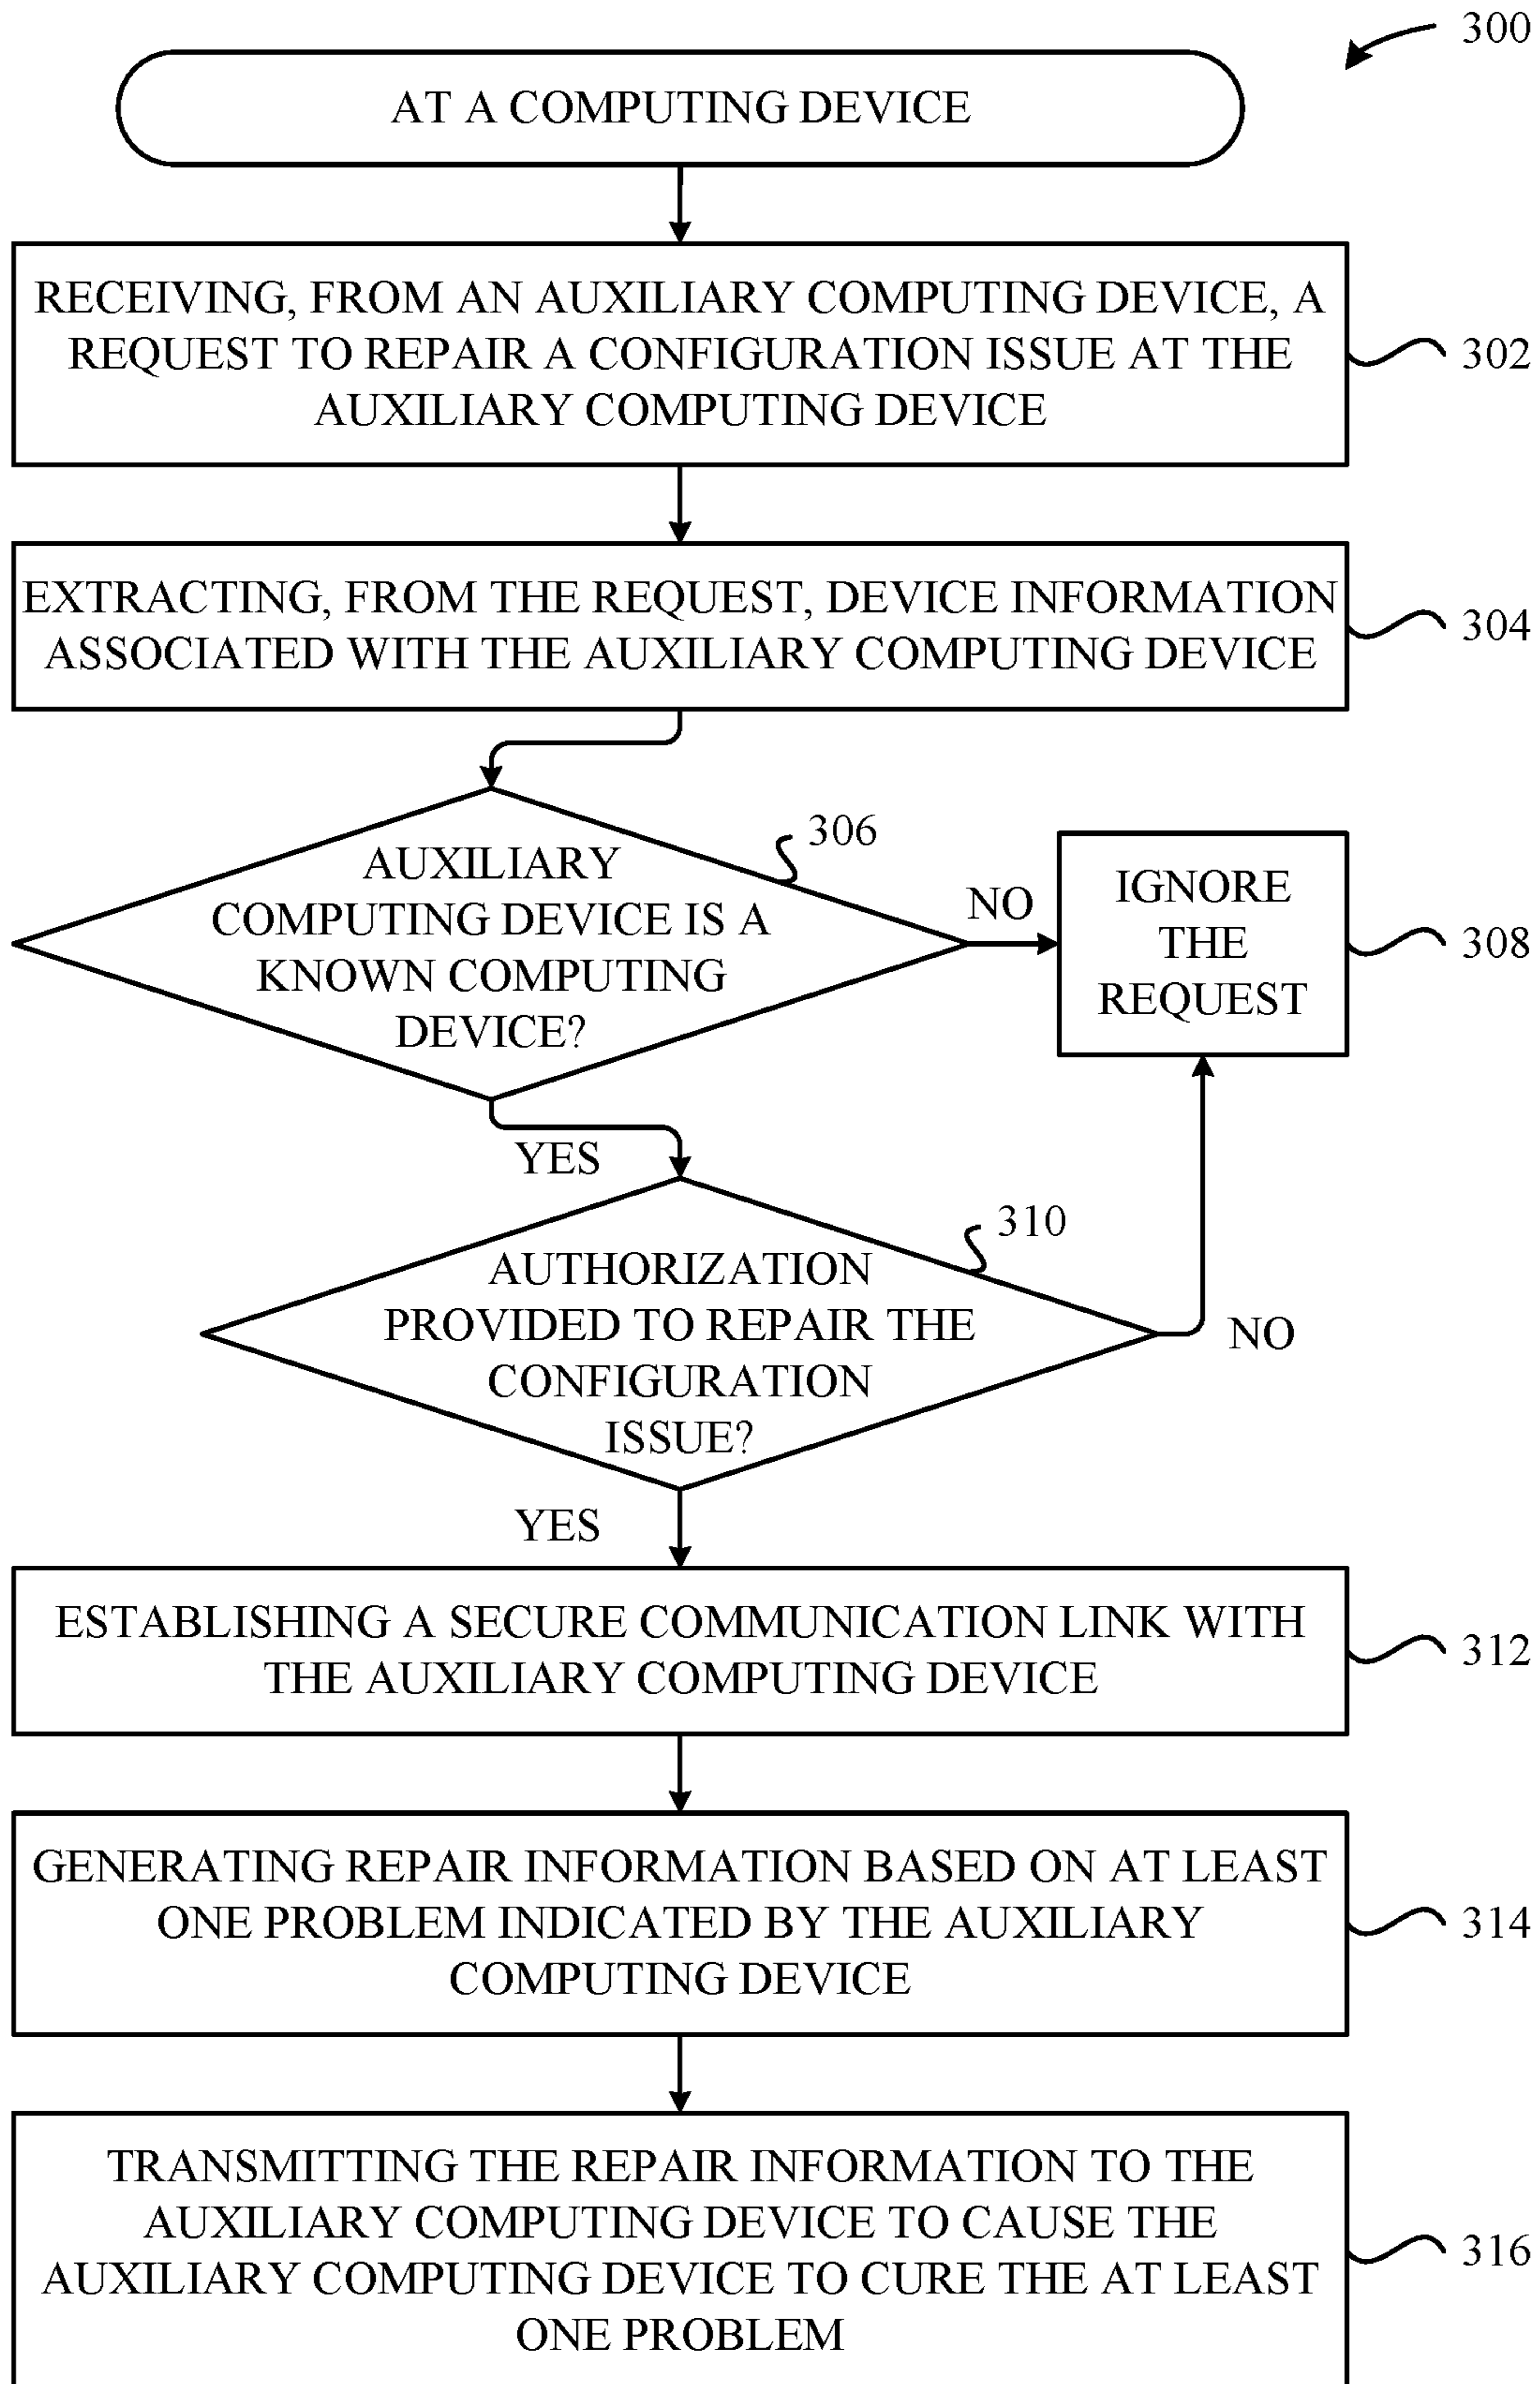 300
AT A COMPUTING DEVICE
RECEIVING, FROM AN AUXILIARY COMPUTING DEVICE, A
REQUEST TO REPAIR A CONFIGURATION ISSUE AT THE
AUXILIARY COMPUTING DEVICE
302
EXTRACTING, FROM THE REQUEST, DEVICE INFORMATION
ASSOCIATED WITH THE AUXILIARY COMPUTING DEVICE
304
306
AUXILIARY
COMPUTING DEVICE IS A
KNOWN COMPUTING
DEVICE?
NO
IGNORE
THE
REQUEST
308
YES
310
AUTHORIZATION
PROVIDED TO REPAIR THE
CONFIGURATION
ISSUE?
NO
YES
ESTABLISHING A SECURE COMMUNICATION LINK WITH
THE AUXILIARY COMPUTING DEVICE
312
GENERATING REPAIR INFORMATION BASED ON AT LEAST
ONE PROBLEM INDICATED BY THE AUXILIARY
COMPUTING DEVICE
314
TRANSMITTING THE REPAIR INFORMATION TO THE
AUXILIARY COMPUTING DEVICE TO CAUSE THE
AUXILIARY COMPUTING DEVICE TO CURE THE AT LEAST
ONE PROBLEM
316